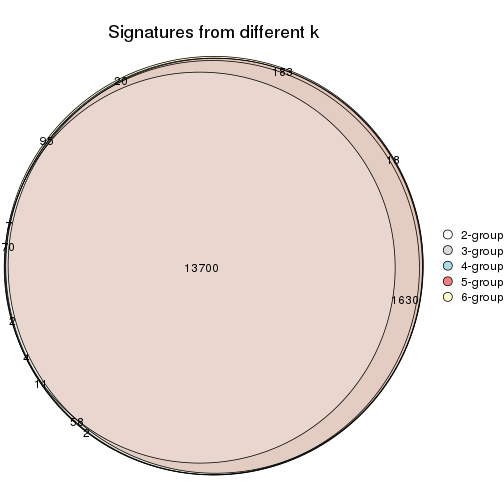 Signatures from different k
20
183
95
18
7
70
13700
1630
2
4
11
58
2
2-group
3-group
4-group
5-group
6-group